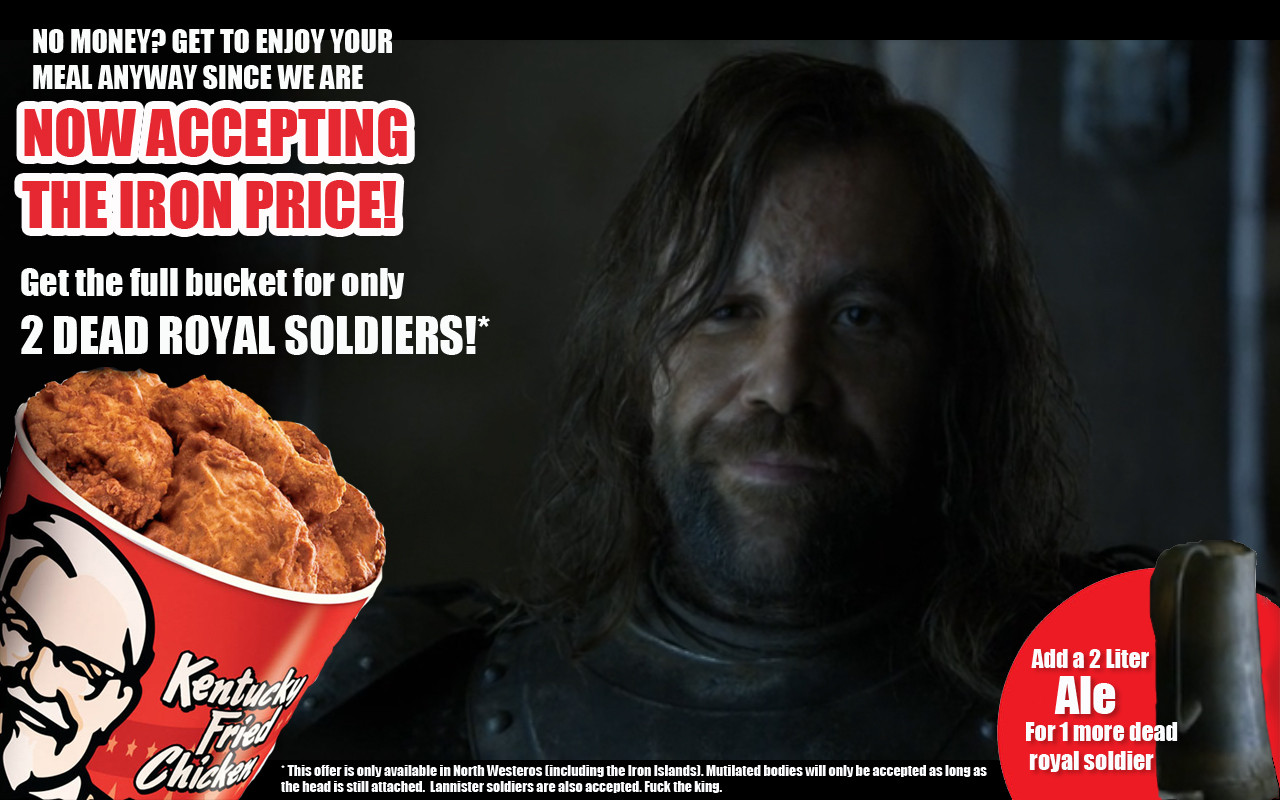 NO MONEY? GET TO ENJOY YOUR
MEAL ANYWAY SINCE WE ARE
NOW ACCEPTING
THE IRON PRICE!
Get the full bucket for only
2 DEAD ROYAL SOLDIERS!*
Kentucky
Fried
Chicken
Add a 2 Liter
Ale
For 1 more dead
royal soldier
* This offer is only available in North Westeros (including the Iron Islands). Mutilated bodies will only be accepted as long as
the head is still attached.  Lannister soldiers are also accepted. Fuck the king.